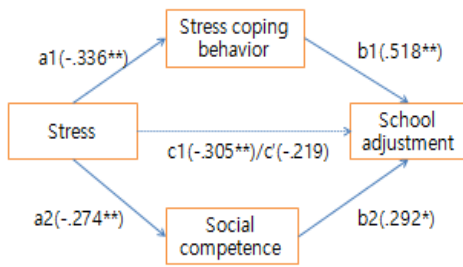 Stress coping
behavior
a1(-.336**)
b1(.518**)
Stress
School
adjustment
c1(-.305**)/c'(-.219)
a2(-.274**)
b2(.292*)
Social
competence